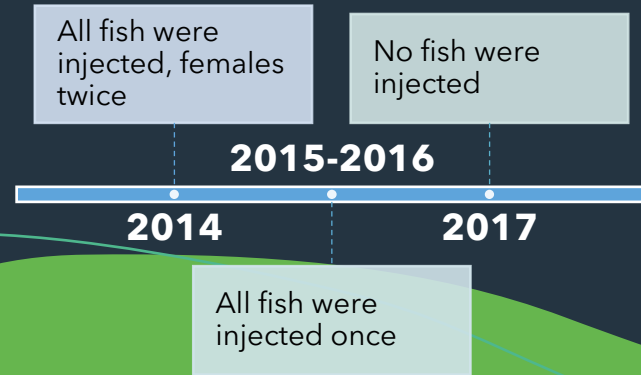 All fish were
injected, females
twice
No fish were
injected
2015-2016
2014
2017
All fish were
injected once